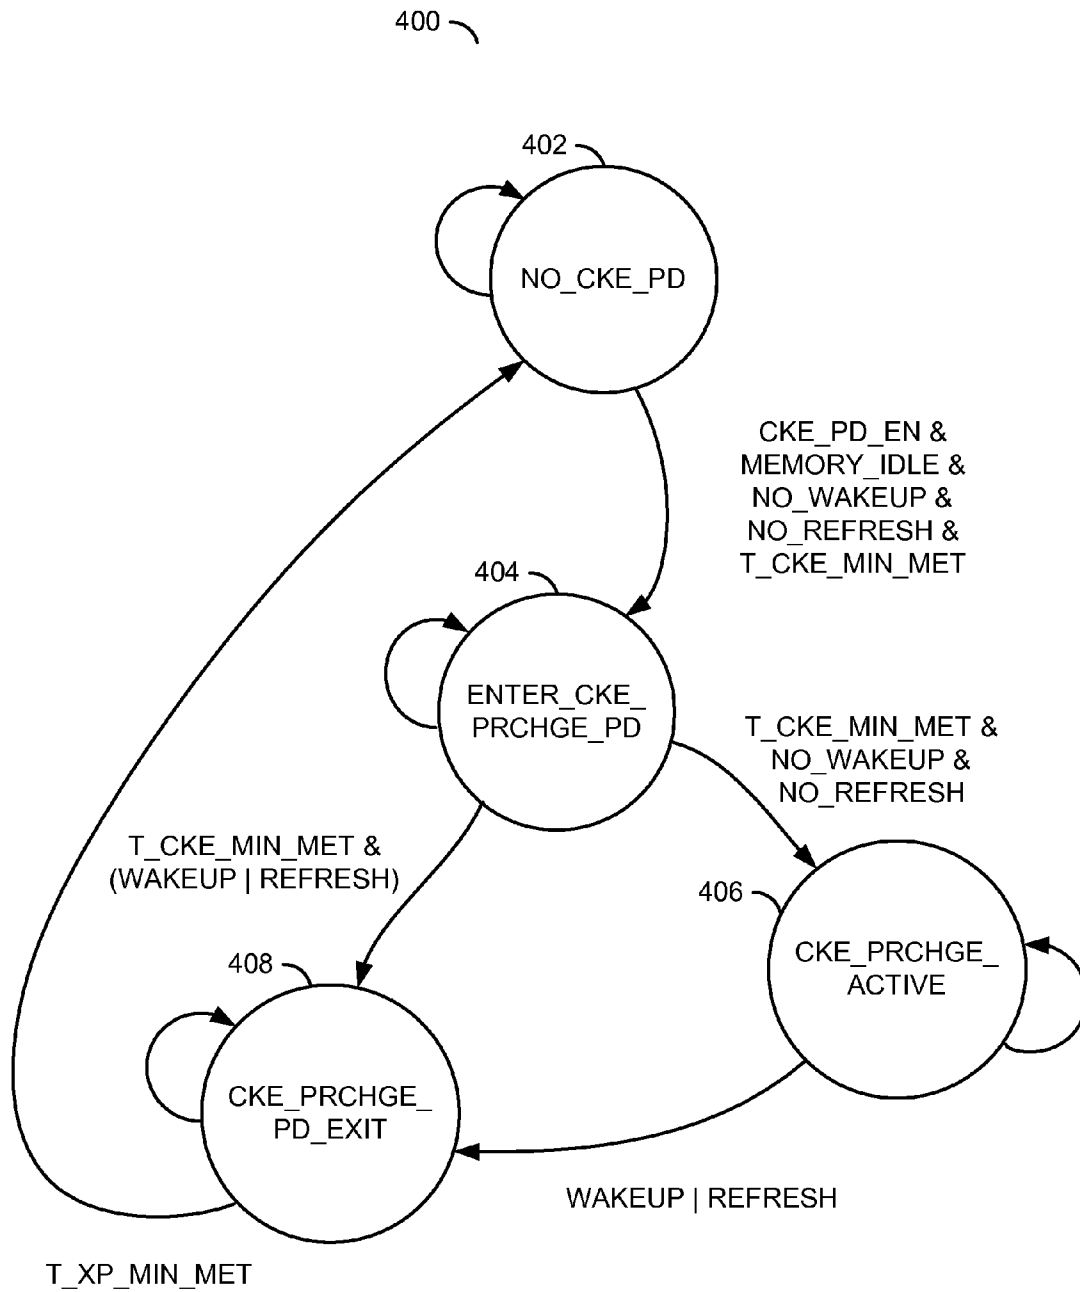 400
402
NO_CKE_PD
CKE_PD_EN &
MEMORY_IDLE &
NO_WAKEUP &
NO_REFRESH &
T_CKE_MIN_MET
404
ENTER_CKE_
PRCHGE_PD
T_CKE_MIN_MET &
NO_WAKEUP &
NO_REFRESH
T_CKE_MIN_MET &
(WAKEUP | REFRESH)
406
CKE_PRCHGE_
ACTIVE
408
CKE_PRCHGE_
PD_EXIT
WAKEUP | REFRESH
T_XP_MIN_MET